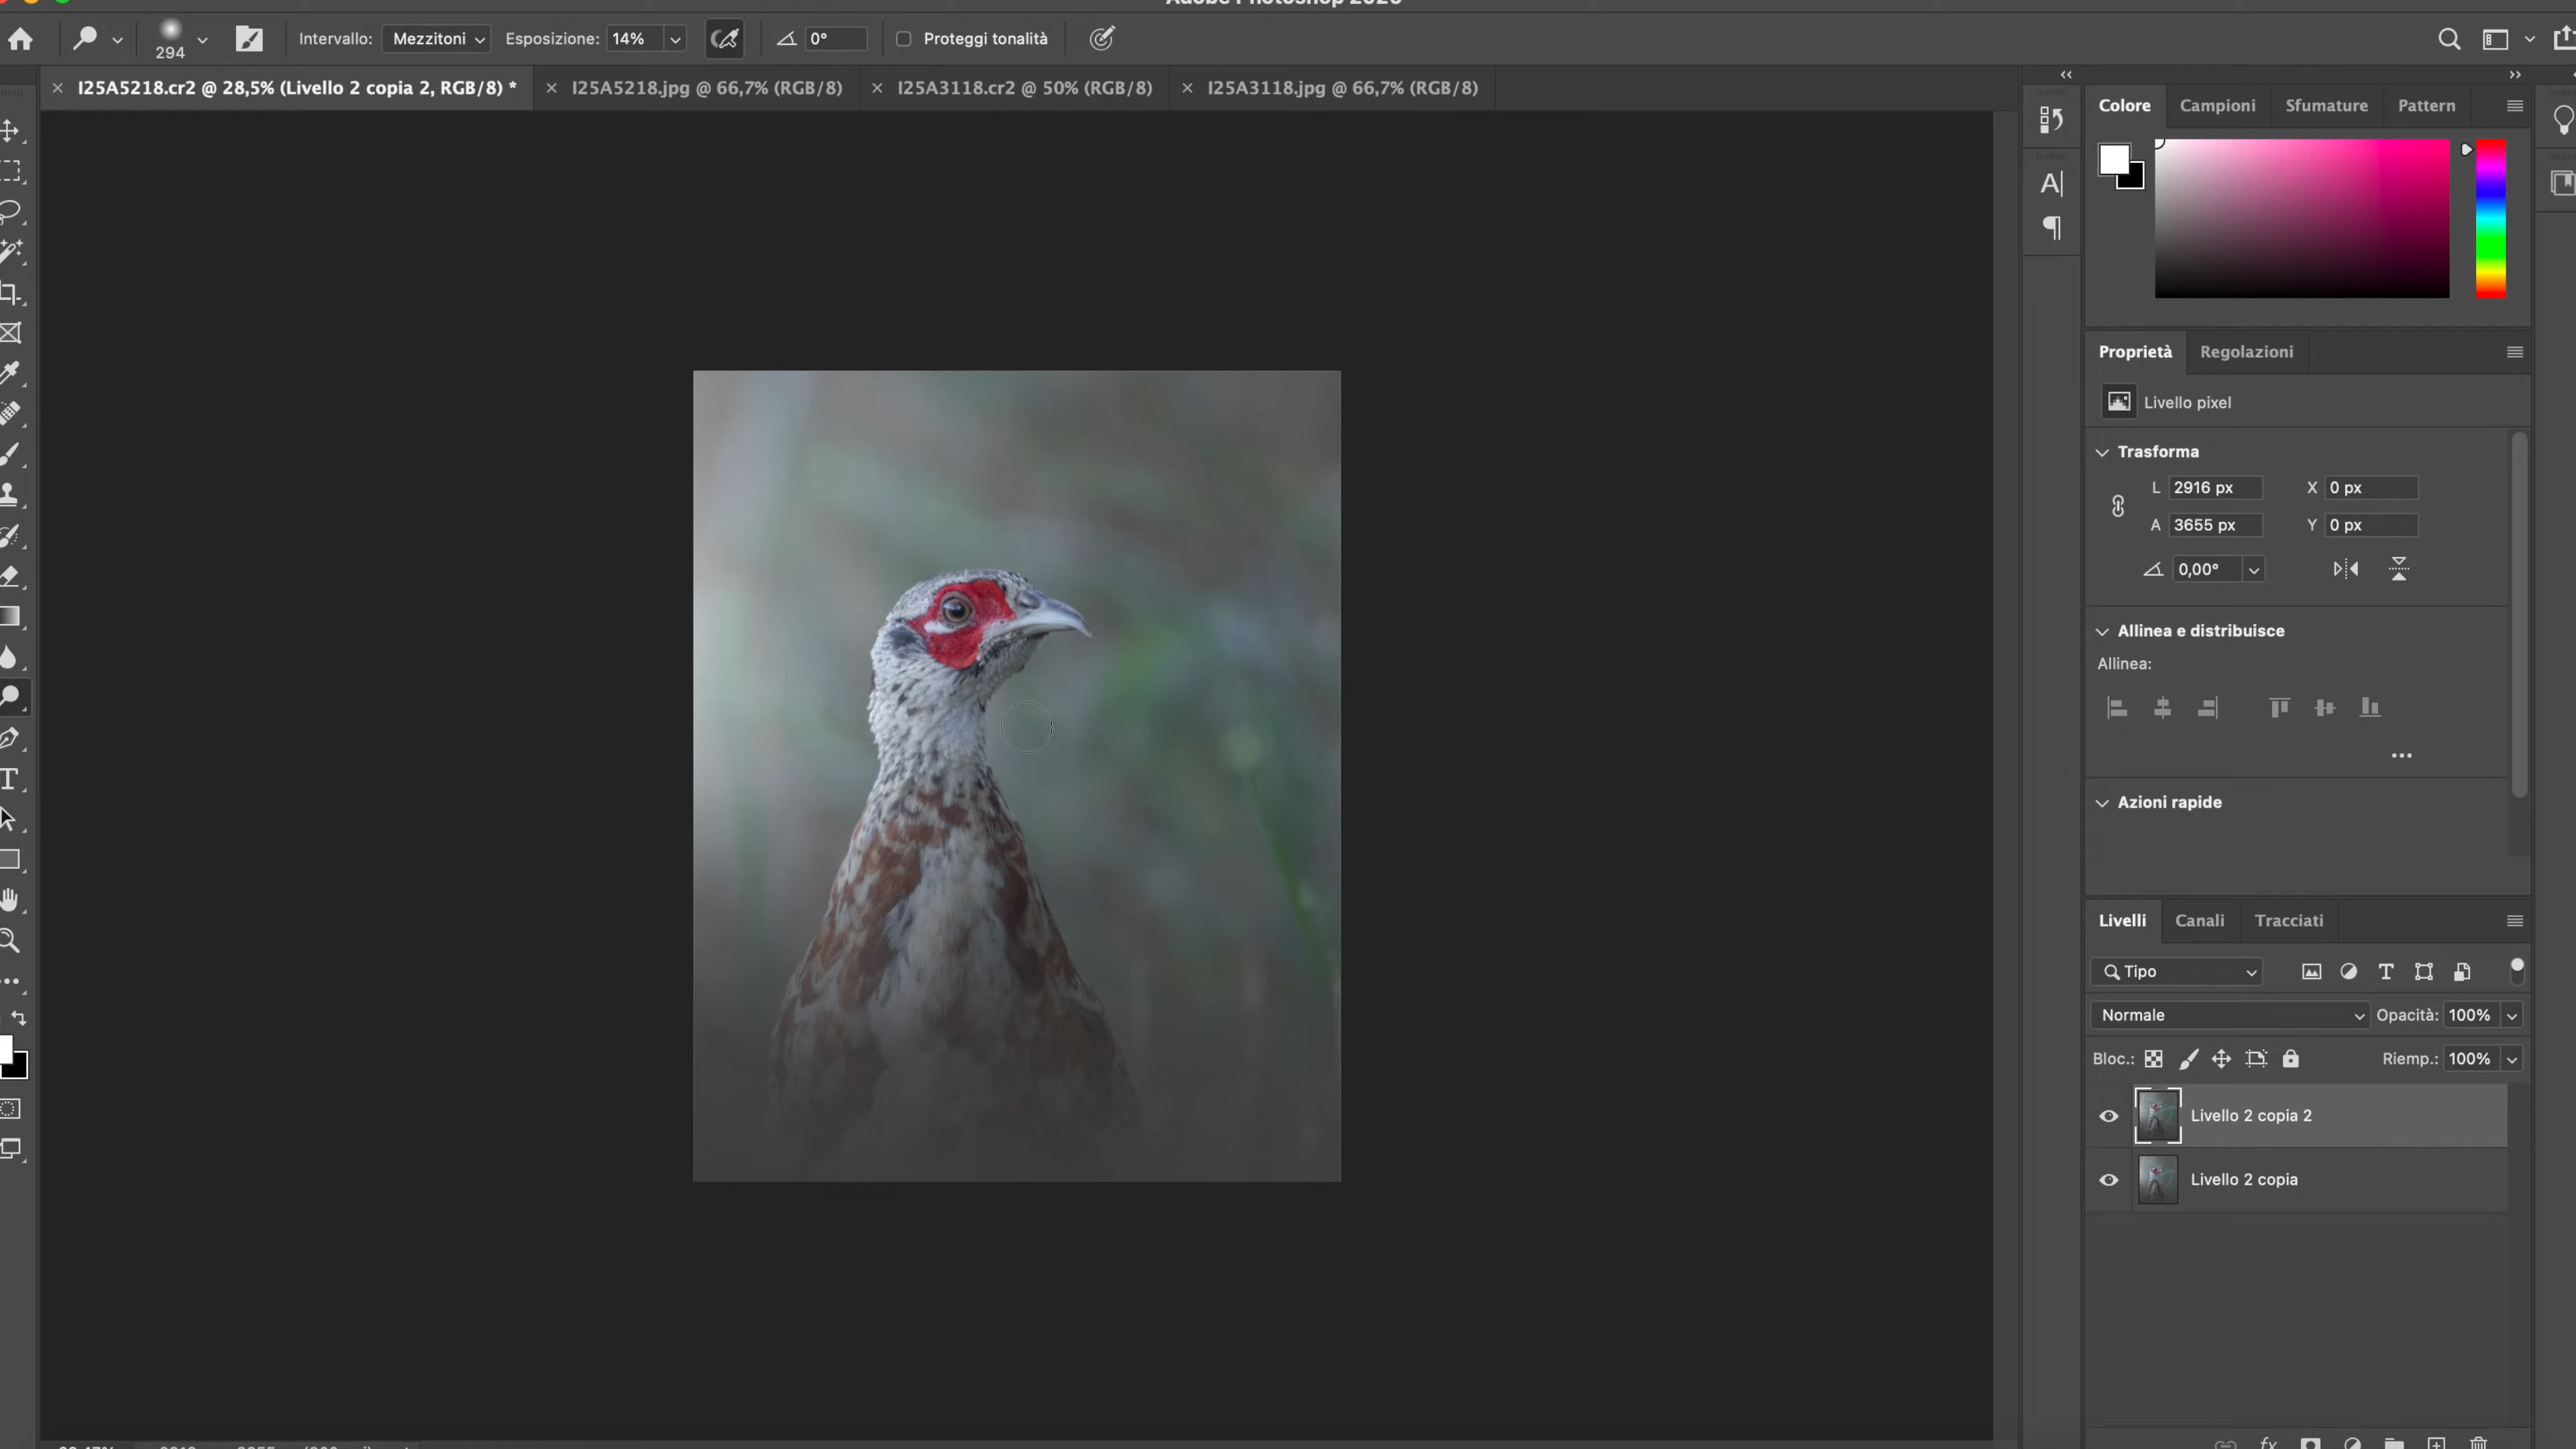 294
Intervallo: Mezzitoni Esposizione: 14% 0° Proteggi tonalità
I25A5218.cr2 @ 28,5% (Livello 2 copia 2, RGB/8) * I25A5218.jpg @ 66,7% (RGB/8) I25A3118.cr2 @ 50% (RGB/8) I25A3118.jpg @ 66,7% (RGB/8)
Colore Campioni Sfumature Pattern
Proprietà Regolazioni
Livello pixel
Trasforma
L 2916 px X 0 px
A 3655 px Y 0 px
0,00°
Allinea e distribuisce
Allinea:
Azioni rapide
Livelli Canali Tracciati
Tipo
Normale Opacità: 100%
Bloc.: Riemp.: 100%
Livello 2 copia 2
Livello 2 copia
fx